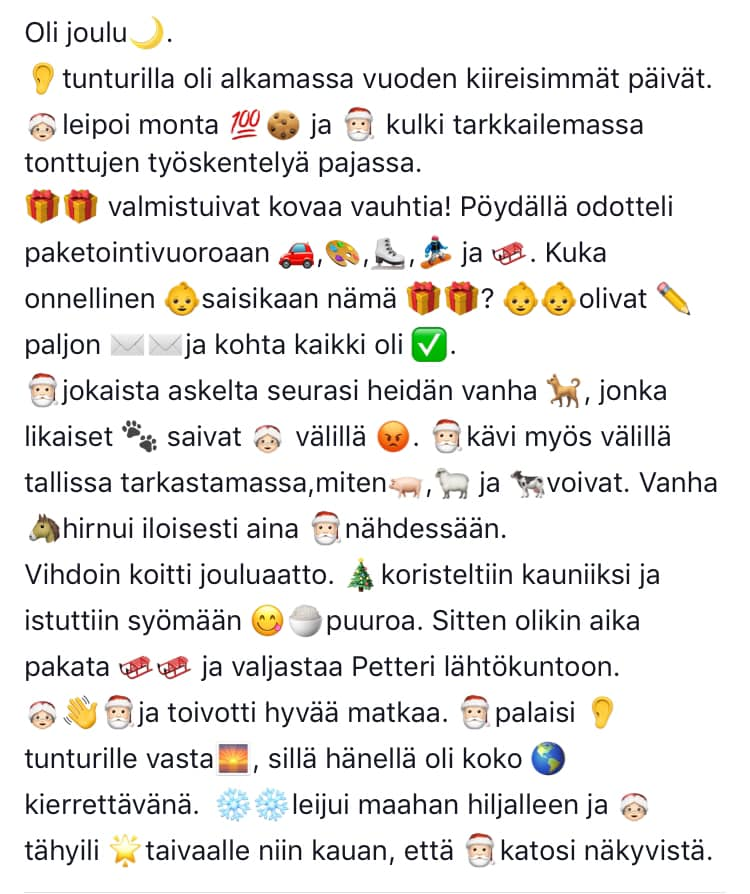 Oli joulu🌙.
👂tunturilla oli alkamassa vuoden kiireisimmät päivät.
🤶🏻leipoi monta 💯🍪 ja 🎅🏻 kulki tarkkailemassa
tonttujen työskentelyä pajassa.
🎁🎁 valmistuivat kovaa vauhtia! Pöydällä odotteli
paketointivuoroaan 🚗,🎨,⛸,🏂 ja 🛷. Kuka
onnellinen 👶saisikaan nämä 🎁🎁? 👶👶olivat ✏️
paljon ✉️✉️ja kohta kaikki oli ✅.
🎅🏻jokaista askelta seurasi heidän vanha 🐕, jonka
likaiset 🐾 saivat 🤶🏻 välillä 😡. 🎅🏻kävi myös välillä
tallissa tarkastamassa,miten🐖,🐑 ja 🐄voivat. Vanha
🐴hirnui iloisesti aina 🎅🏻nähdessään.
Vihdoin koitti jouluaatto. 🎄koristeltiin kauniiksi ja
istuttiin syömään 😋🍚puuroa. Sitten olikin aika
pakata 🛷🛷 ja valjastaa Petteri lähtökuntoon.
🤶🏻👋🎅🏻ja toivotti hyvää matkaa. 🎅🏻palaisi 👂
tunturille vasta🌅, sillä hänellä oli koko 🌎
kierrettävänä. ❄️❄️leijui maahan hiljalleen ja 🤶🏻
tähyili 🌟taivaalle niin kauan, että 🎅🏻katosi näkyvistä.